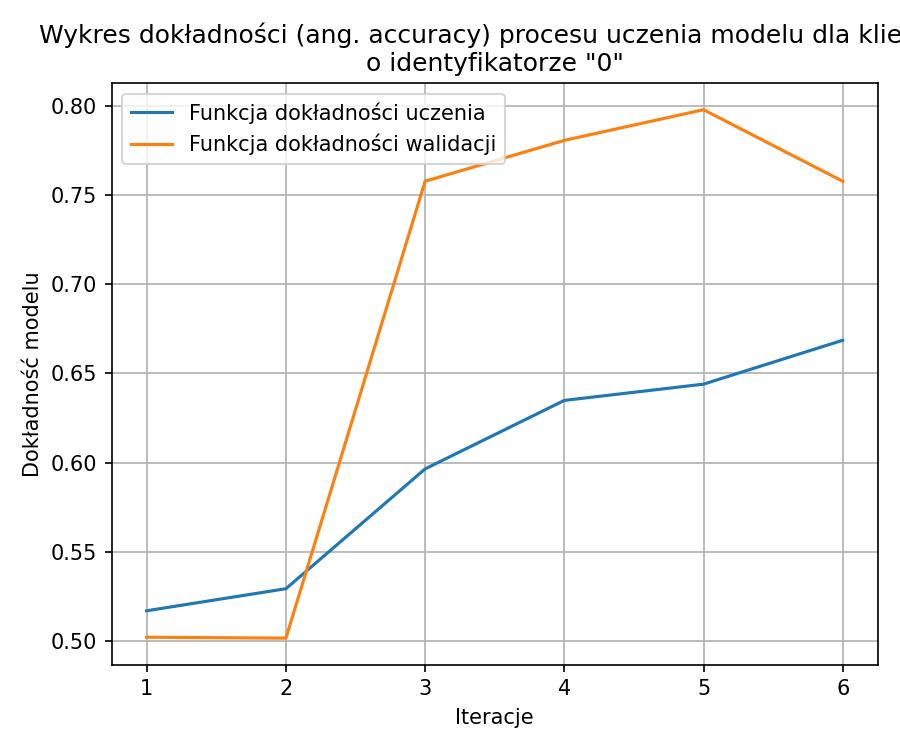 Wykres dokładności (ang. accuracy) procesu uczenia modelu dla klie
o identyfikatorze "0"
Funkcja dokładności uczenia
Funkcja dokładności walidacji
Dokładność modelu
0.80
0.75
0.70
0.65
0.60
0.55
0.50
1 2 3 4 5 6
Iteracje